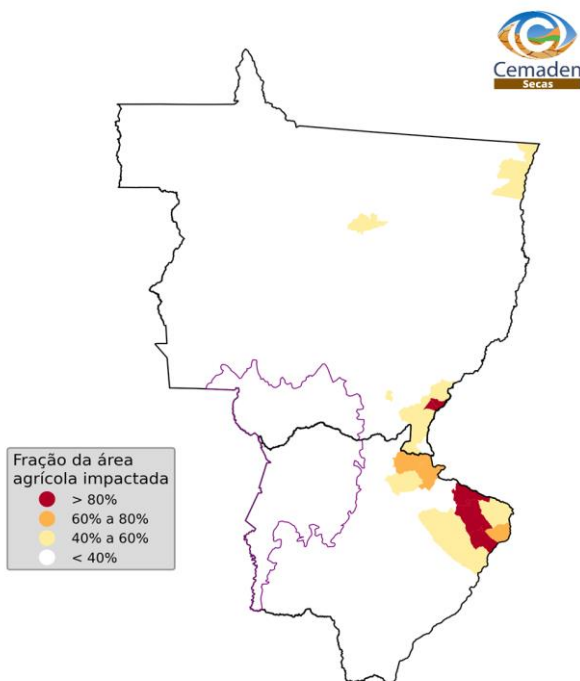 Cemaden
Secas
Fração da área
agrícola impactada
> 80%
60% a 80%
40% a 60%
< 40%